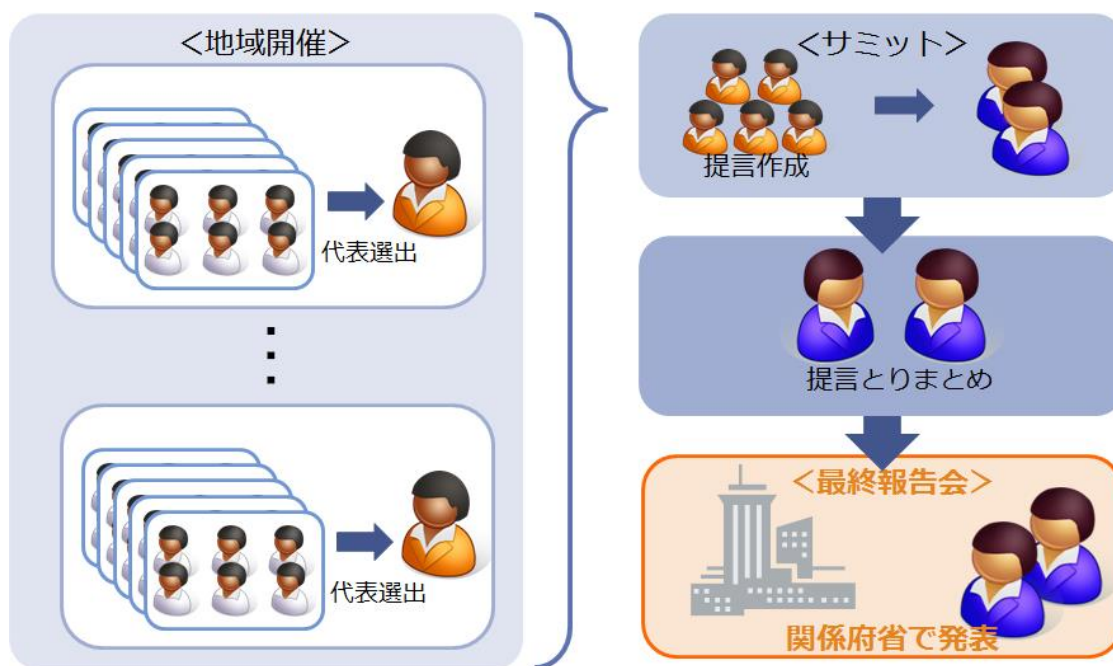 ＜地域開催＞
代表選出
代表選出
＜サミット＞
提言作成
提言とりまとめ
＜最終報告会＞
関係府省で発表